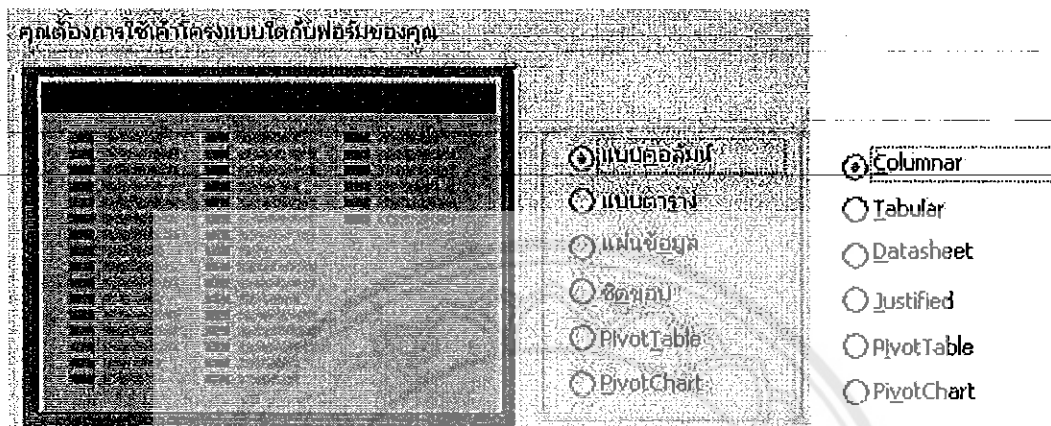 คุณต้องการใช้เค้าโครงแบบใดกับฟอร์มของคุณ
แบบคอลัมน์
แบบตาราง
แผ่นข้อมูล
ชิดขอบ
PivotTable
PivotChart
Columnar
Tabular
Datasheet
Justified
PivotTable
PivotChart